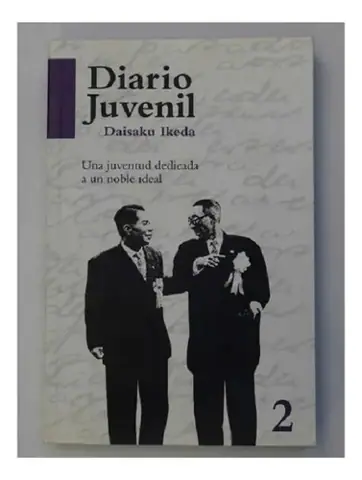 Diario
Juvenil
Daisaku Ikeda
Una juventud dedicada
a un noble ideal
2